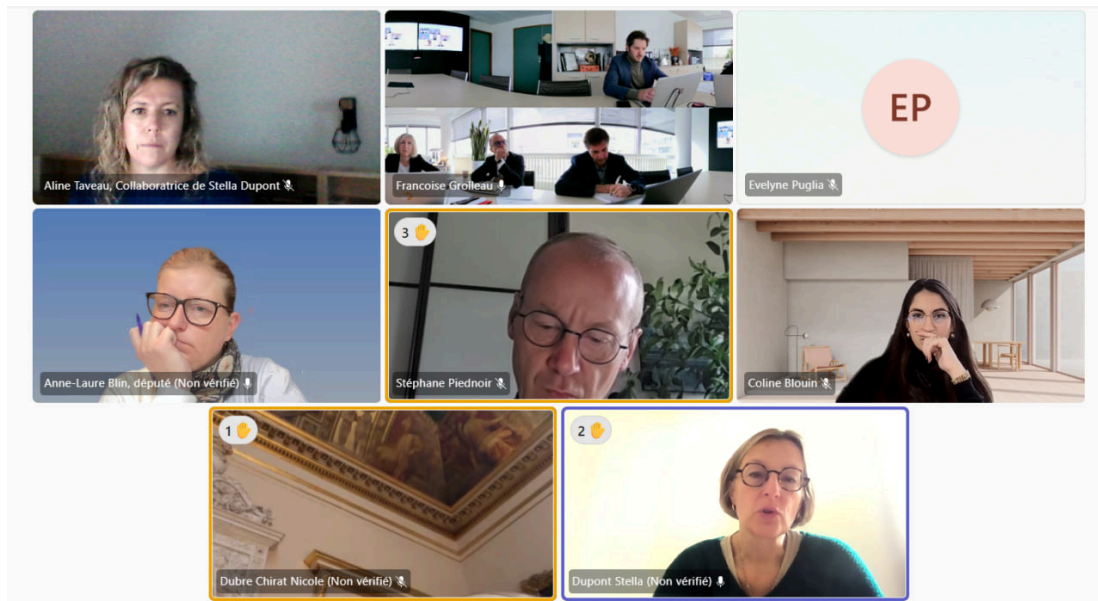 Aline Taveau, Collaboratrice de Stella Dupont
Francoise Grolleau
EP
Evelyne Puglia
Anne-Laure Blin, député (Non vérifié)
3
Stéphane Piednoir
Coline Blouin
1
Dubre Chirat Nicole (Non vérifié)
2
Dupont Stella (Non vérifié)